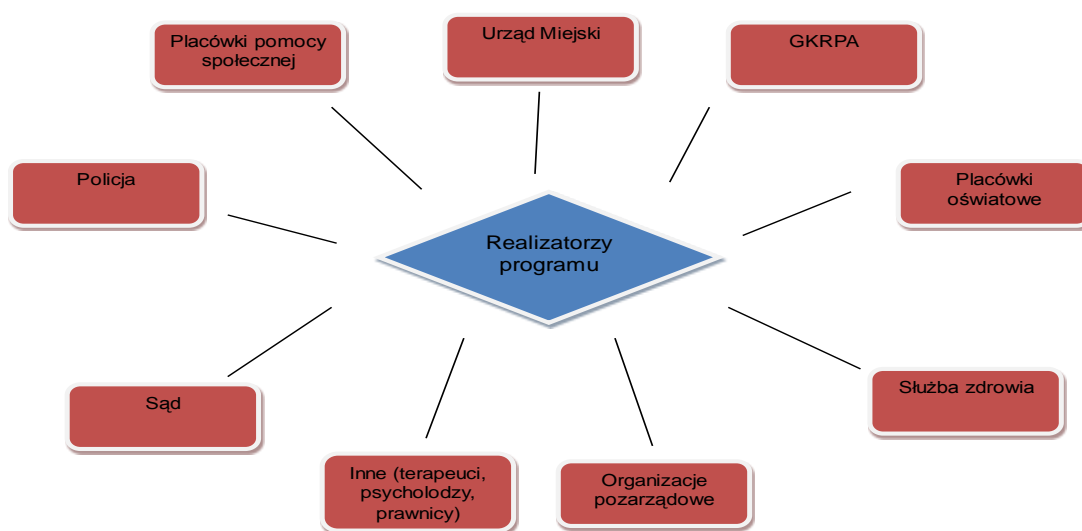 Placówki pomocy
społecznej
Urząd Miejski
GKRPA
Policja
Placówki
oświatowe
Realizatorzy
programu
Sąd
Służba zdrowia
Inne (terapeuci,
psycholodzy,
prawnicy)
Organizacje
pozarządowe